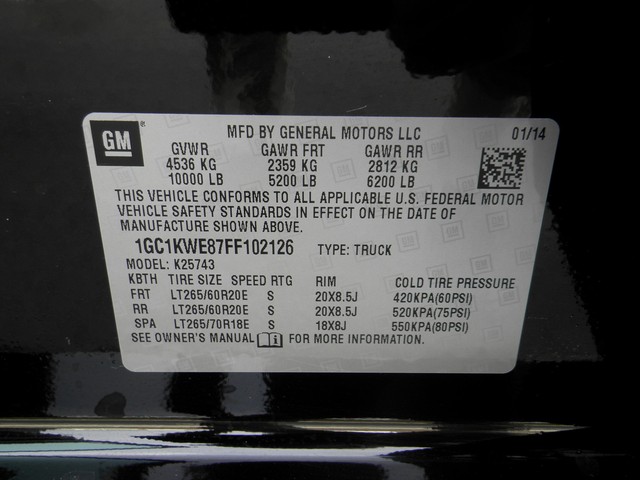 GM
MFD BY GENERAL MOTORS LLC 01/14
GVWR GAWR FRT GAWR RR
4536 KG 2359 KG 2812 KG
10000 LB 5200 LB 6200 LB
THIS VEHICLE CONFORMS TO ALL APPLICABLE U.S. FEDERAL MOTOR
VEHICLE SAFETY STANDARDS IN EFFECT ON THE DATE OF
MANUFACTURE SHOWN ABOVE.
1GC1KWE87FF102126 TYPE: TRUCK
MODEL: K25743
KBTH TIRE SIZE SPEED RTG RIM COLD TIRE PRESSURE
FRT LT265/60R20E S 20X8.5J 420KPA(60PSI)
RR LT265/60R20E S 20X8.5J 520KPA(75PSI)
SPA LT265/70R18E S 18X8J 550KPA(80PSI)
SEE OWNER'S MANUAL FOR MORE INFORMATION.